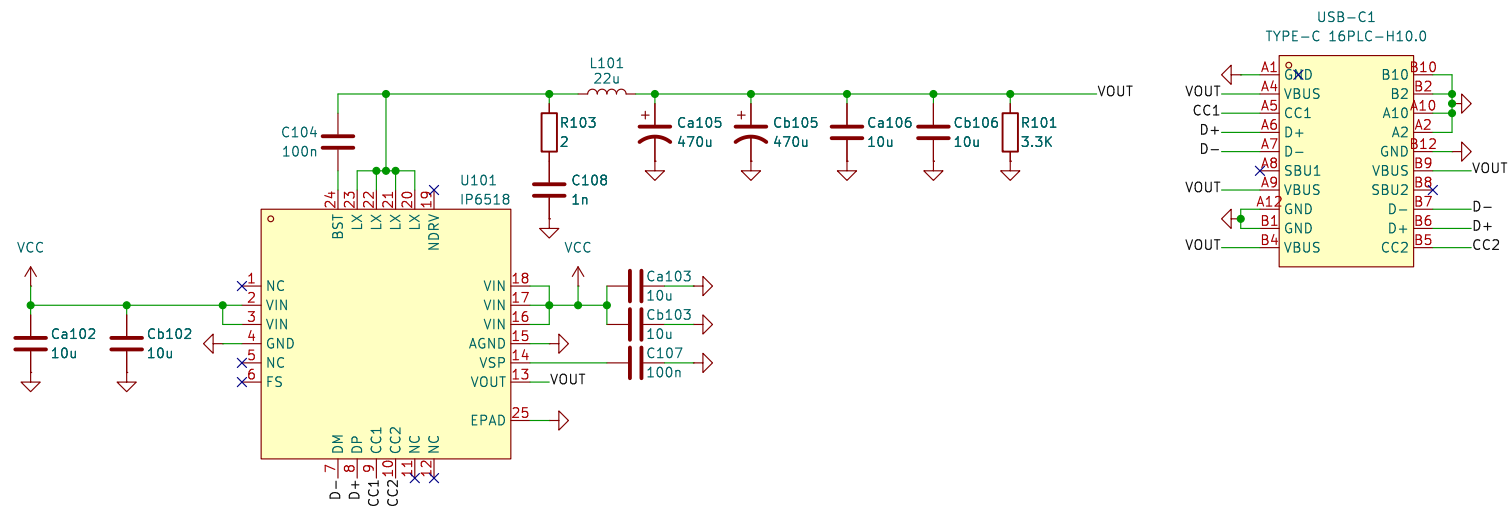 USB-C1
TYPE-C 16PLC-H10.0
L101
22u
VOUT
C104
100n
R103
2
C108
1n
+
Ca105
470u
+
Cb105
470u
Ca106
10u
Cb106
10u
R101
3.3K
U101
IP6518
24
23
22
21
20
19
BST
LX
LX
LX
LX
NDRV
VCC
Ca102
10u
Cb102
10u
1
NC
2
VIN
3
VIN
4
GND
5
NC
6
FS
VIN
18
VIN
17
VIN
16
AGND
15
VSP
14
VOUT
13
VOUT
EPAD
25
DM
DP
CC1
CC2
NC
NC
7
8
9
10
11
12
D-
D+
CC1
CC2
VCC
Ca103
10u
Cb103
10u
C107
100n
A1
GND
VOUT
A4
VBUS
CC1
A5
CC1
D+
A6
D+
D-
A7
D-
A8
SBU1
VOUT
A9
VBUS
A12
GND
B1
GND
VOUT
B4
VBUS
B10
B10
B2
B2
A10
A10
A2
A2
GND
B12
VBUS
B9
VOUT
SBU2
B8
D-
B7
D-
D+
B6
D+
CC2
B5
CC2